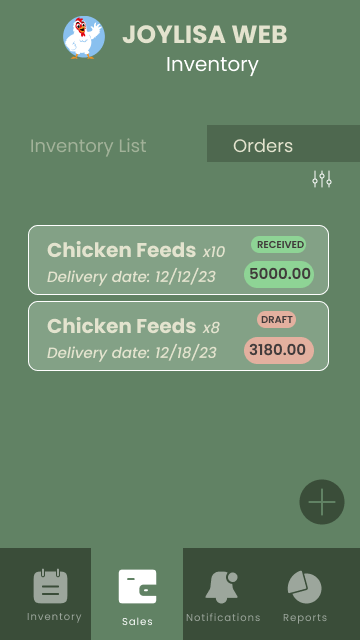 JOYLISA WEB
Inventory
Inventory List
Orders
Chicken Feeds x10
RECEIVED
Delivery date: 12/12/23
5000.00
Chicken Feeds x8
DRAFT
Delivery date: 12/18/23
3180.00
Inventory
Sales
Notifications
Reports